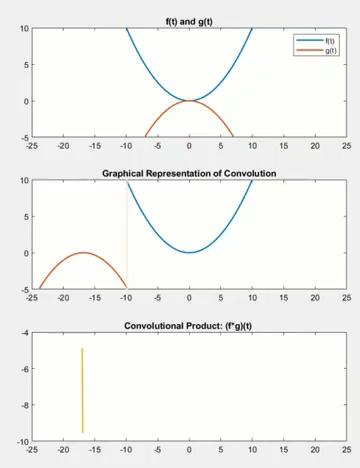 f(t) and g(t)
f(t)
g(t)
10
5
0
-5
-25 -20 -15 -10 -5 0 5 10 15 20 25
Graphical Representation of Convolution
10
5
0
-5
-25 -20 -15 -10 -5 0 5 10 15 20 25
Convolutional Product: (f*g)(t)
-4
-6
-8
-10
-25 -20 -15 -10 -5 0 5 10 15 20 25